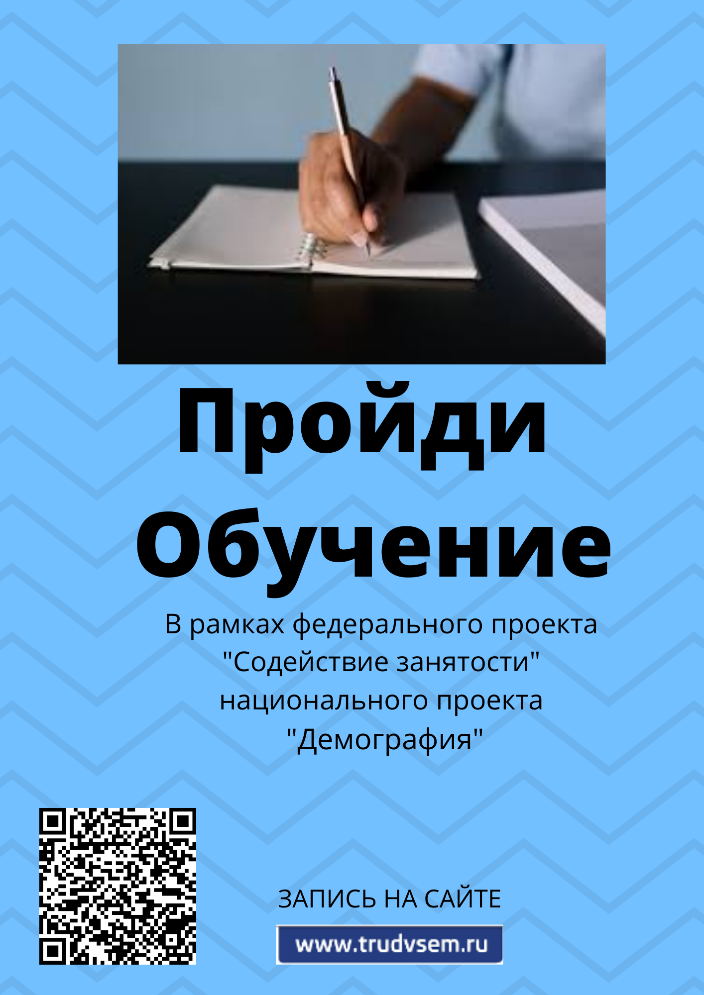 Пройди
Обучение
В рамках федерального проекта
"Содействие занятости"
национального проекта
"Демография"
ЗАПИСЬ НА САЙТЕ
www.trudvsem.ru